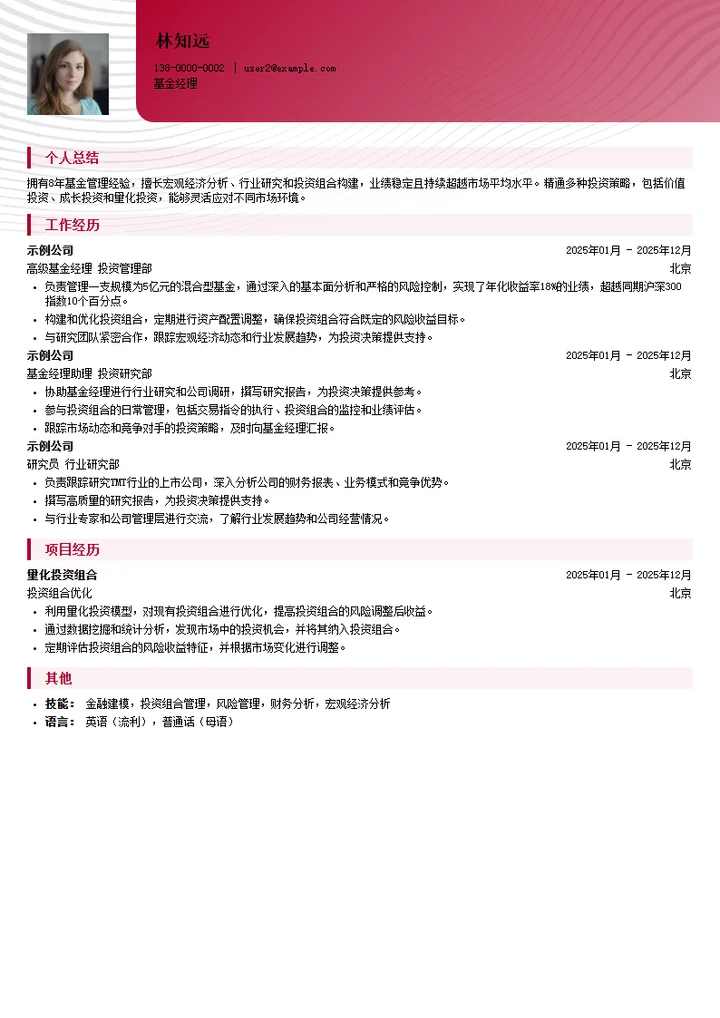 林知远
138-0000-0002 | user2@example.com
基金经理
个人总结
拥有8年基金管理经验，擅长宏观经济分析、行业研究和投资组合构建，业绩稳定且持续超越市场平均水平。精通多种投资策略，包括价值
投资、成长投资和量化投资，能够灵活应对不同市场环境。
工作经历
示例公司 2025年01月 - 2025年12月
高级基金经理 投资管理部 北京
• 负责管理一支规模为5亿元的混合型基金，通过深入的基本面分析和严格的风险控制，实现了年化收益率18%的业绩，超越同期沪深300
指数10个百分点。
• 构建和优化投资组合，定期进行资产配置调整，确保投资组合符合既定的风险收益目标。
• 与研究团队紧密合作，跟踪宏观经济动态和行业发展趋势，为投资决策提供支持。
示例公司 2025年01月 - 2025年12月
基金经理助理 投资研究部 北京
• 协助基金经理进行行业研究和公司调研，撰写研究报告，为投资决策提供参考。
• 参与投资组合的日常管理，包括交易指令的执行、投资组合的监控和业绩评估。
• 跟踪市场动态和竞争对手的投资策略，及时向基金经理汇报。
示例公司 2025年01月 - 2025年12月
研究员 行业研究部 北京
• 负责跟踪研究TMT行业的上市公司，深入分析公司的财务报表、业务模式和竞争优势。
• 撰写高质量的研究报告，为投资决策提供支持。
• 与行业专家和公司管理层进行交流，了解行业发展趋势和公司经营情况。
项目经历
量化投资组合 2025年01月 - 2025年12月
投资组合优化 北京
• 利用量化投资模型，对现有投资组合进行优化，提高投资组合的风险调整后收益。
• 通过数据挖掘和统计分析，发现市场中的投资机会，并将其纳入投资组合。
• 定期评估投资组合的风险收益特征，并根据市场变化进行调整。
其他
• 技能： 金融建模，投资组合管理，风险管理，财务分析，宏观经济分析
• 语言： 英语（流利），普通话（母语）